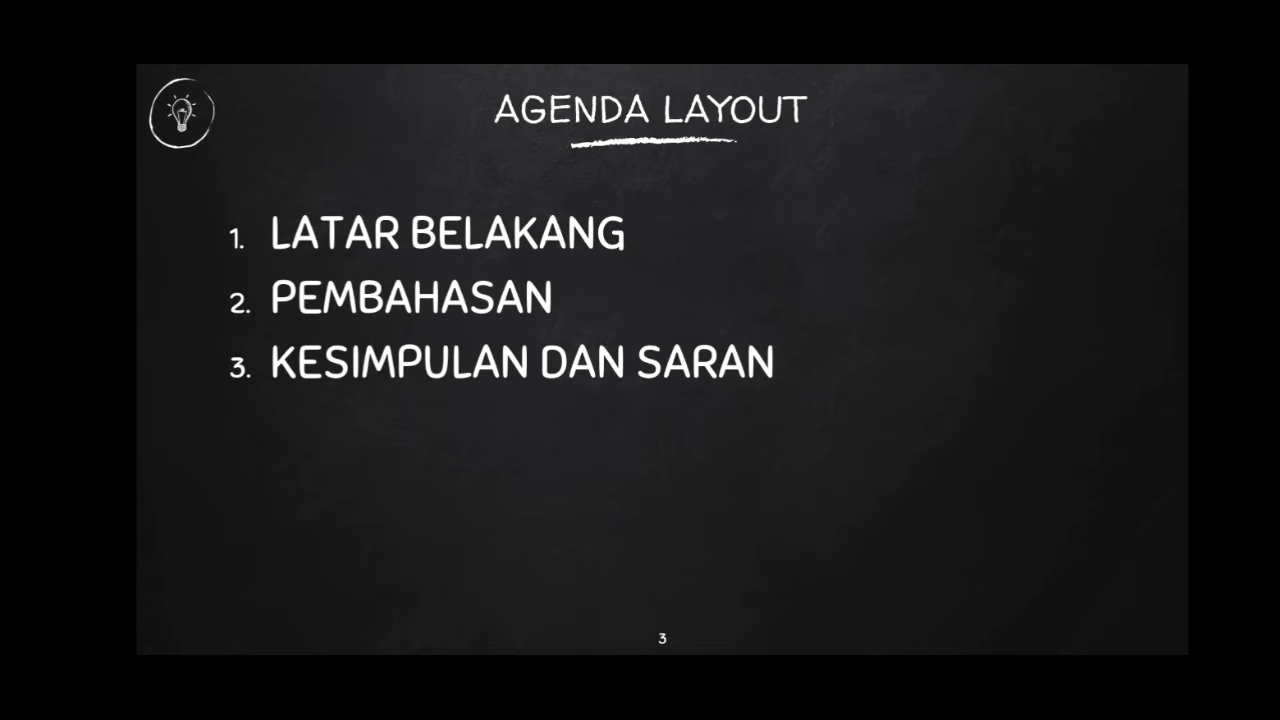 AGENDA LAYOUT
1. LATAR BELAKANG
2. PEMBAHASAN
3. KESIMPULAN DAN SARAN
3